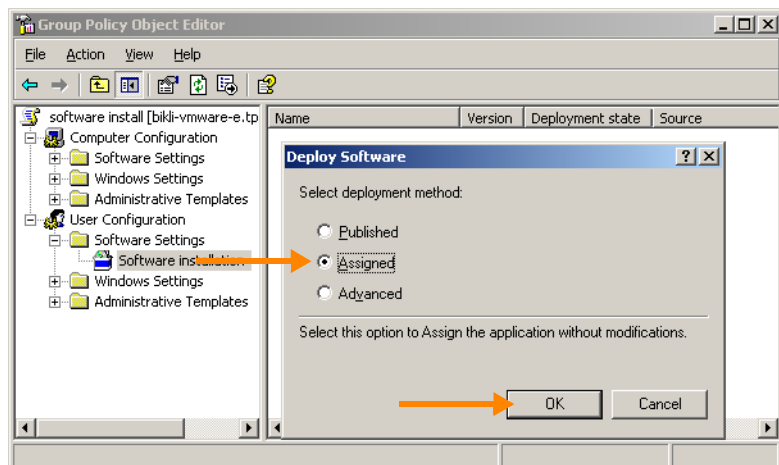 Group Policy Object Editor
File Action View Help
software install [bikli-vmware-e.tp
Computer Configuration
Software Settings
Windows Settings
Administrative Templates
User Configuration
Software Settings
Software installation
Windows Settings
Administrative Templates
Name Version Deployment state Source
Deploy Software
Select deployment method:
Published
Assigned
Advanced
Select this option to Assign the application without modifications.
OK Cancel